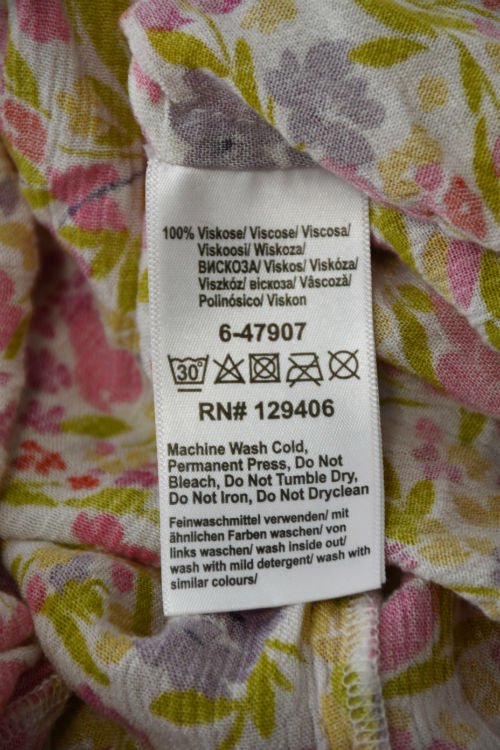 100% Viskose/ Viscose/ Viscosa/
Viskoosi/ Wiskoza/
ВИСКОЗА/ Viskos/ Viskóza/
Viszkóz/ віскоза/ Vâscoză/
Polinósico/ Viskon
6-47907
30°
RN# 129406
Machine Wash Cold,
Permanent Press, Do Not
Bleach, Do Not Tumble Dry,
Do Not Iron, Do Not Dryclean
Feinwaschmittel verwenden/ mit
ähnlichen Farben waschen/ von
links waschen/ wash inside out/
wash with mild detergent/ wash with
similar colours/